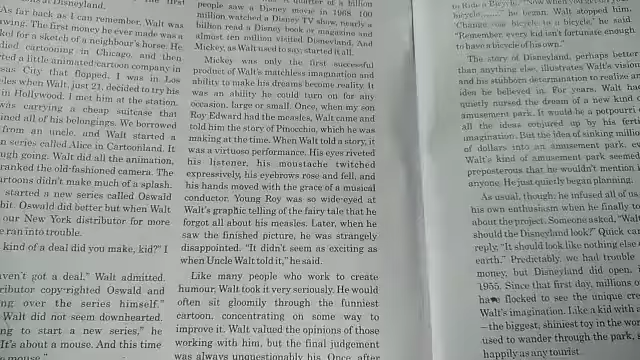 at Disneyland.
As far back as I can remember, Walt was
wing. The first money he ever made was a
ked for a sketch of a neighbour's horse. He
died cartooning in Chicago, and then
rted a little animated cartoon company in
sas City that flopped. I was in Los
eles when Walt, just 21, decided to try his
in Hollywood. I met him at the station.
was carrying a cheap suitcase that
ined all of his belongings. We borrowed
from an uncle, and Walt started a
n series called Alice in Cartoonland. It
ugh going. Walt did all the animation,
ranked the old-fashioned camera. The
artoons didn't make much of a splash.
started a new series called Oswald
bit. Oswald did better but when Walt
our New York distributor for more
e ran into trouble.
kind of a deal did you make, kid?" I
ven't got a deal," Walt admitted.
ributor copy-righted Oswald and
ng over the series himself."
Walt did not seem downhearted.
ng to start a new series," he
It's about a mouse. And this time
mouse."
quarter of a billion
people saw a Disney movie in 1968, 100
million watched a Disney TV show, nearly a
billion read a Disney book or magazine and
almost ten million visited Disneyland. And
Mickey, as Walt used to say, started it all.
Mickey was only the first successful
product of Walt's matchless imagination and
ability to make his dreams become reality. It
was an ability he could turn on for any
occasion, large or small. Once, when my son
Roy Edward had the measles, Walt came and
told him the story of Pinocchio, which he was
making at the time. When Walt told a story, it
was a virtuoso performance. His eyes riveted
his listener, his moustache twitched
expressively, his eyebrows rose and fell, and
his hands moved with the grace of a musical
conductor. Young Roy was so wide-eyed at
Walt's graphic telling of the fairy tale that he
forgot all about his measles. Later, when he
saw the finished picture, he was strangely
disappointed. "It didn't seem as exciting as
when Uncle Walt told it," he said.
Like many people who work to create
humour, Walt took it very seriously. He would
often sit gloomily through the funniest
cartoon, concentrating on some way to
improve it. Walt valued the opinions of those
working with him, but the final judgement
was always unquestionably his. Once, after
to Ride a Bicycle."
bicycle he began. Walt stopped him.
"Change bicycle to a bicycle," he said.
"Remember, every kid isn't fortunate enough
to have a bicycle of his own."
The story of Disneyland, perhaps better
than anything else, illustrates Walt's vision
and his stubborn determination to realize an
idea he believed in. For years, Walt had
quietly nursed the dream of a new kind
amusement park. It would be a potpourri o
all the ideas conjured up by his ferti
imagination. But the idea of sinking million
of dollars into an amusement park, ev
Walt's kind of amusement park seemed
preposterous that he wouldn't mention i
anyone. He just quietly began planning.
As usual, though, he infused all of us
his own enthusiasm when he finally to
about the project. Someone asked, "Wal
should the Disneyland look?" Quick can
reply, "It should look like nothing else
earth." Predictably, we had trouble
money, but Disneyland did open,
1955. Since that first day, millions o
have flocked to see the unique cre
Walt's imagination. Like a kid with a
—the biggest, shiniest toy in the wor
used to wander through the park,
happily as any tourist.